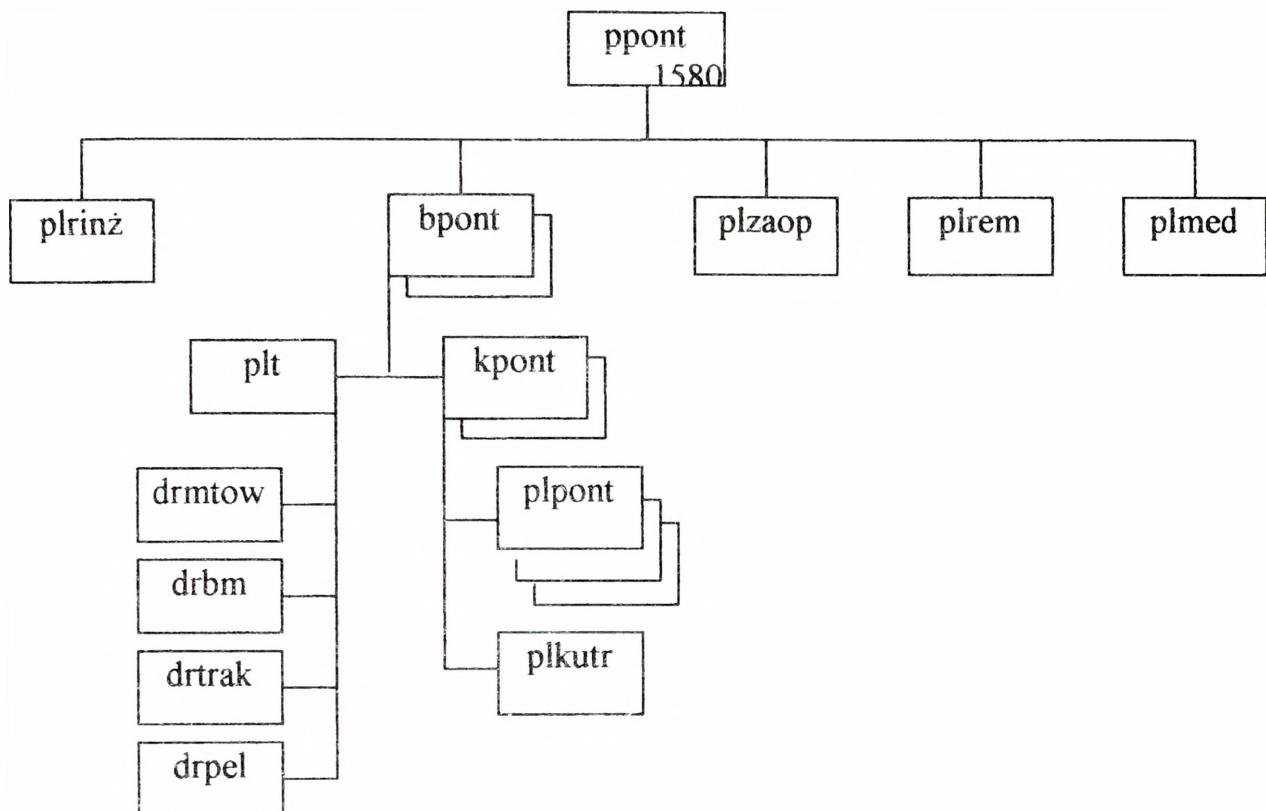 ppont
1580
plrinż
bpont
plzaop
plrem
plmed
plt
kpont
drmtow
plpont
drbm
plkutr
drtrak
drpel